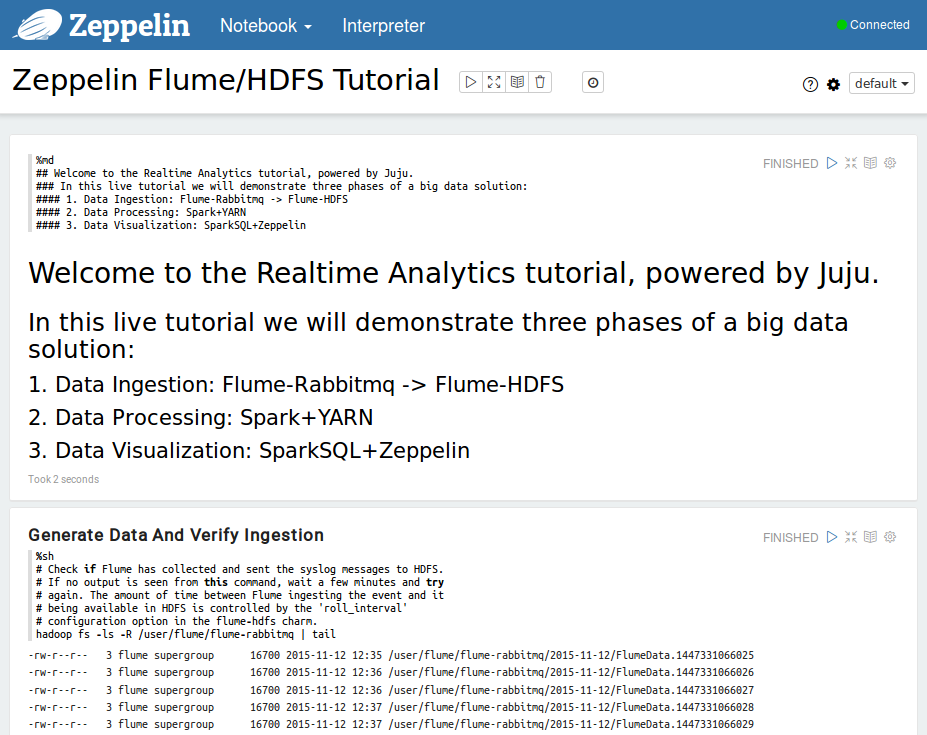 Zeppelin Notebook Interpreter Connected
Zeppelin Flume/HDFS Tutorial default
%md
FINISHED
## Welcome to the Realtime Analytics tutorial, powered by Juju.
### In this live tutorial we will demonstrate three phases of a big data solution:
#### 1. Data Ingestion: Flume-Rabbitmq -> Flume-HDFS
#### 2. Data Processing: Spark+YARN
#### 3. Data Visualization: SparkSQL+Zeppelin
Welcome to the Realtime Analytics tutorial, powered by Juju.
In this live tutorial we will demonstrate three phases of a big data
solution:
1. Data Ingestion: Flume-Rabbitmq -> Flume-HDFS
2. Data Processing: Spark+YARN
3. Data Visualization: SparkSQL+Zeppelin
Took 2 seconds
Generate Data And Verify Ingestion
FINISHED
%sh
# Check if Flume has collected and sent the syslog messages to HDFS.
# If no output is seen from this command, wait a few minutes and try
# again. The amount of time between Flume ingesting the event and it
# being available in HDFS is controlled by the 'roll_interval'
# configuration option in the flume-hdfs charm.
hadoop fs -ls -R /user/flume/flume-rabbitmq | tail
-rw-r--r-- 3 flume supergroup 16700 2015-11-12 12:35 /user/flume/flume-rabbitmq/2015-11-12/FlumeData.1447331066025
-rw-r--r-- 3 flume supergroup 16700 2015-11-12 12:36 /user/flume/flume-rabbitmq/2015-11-12/FlumeData.1447331066026
-rw-r--r-- 3 flume supergroup 16700 2015-11-12 12:36 /user/flume/flume-rabbitmq/2015-11-12/FlumeData.1447331066027
-rw-r--r-- 3 flume supergroup 16700 2015-11-12 12:37 /user/flume/flume-rabbitmq/2015-11-12/FlumeData.1447331066028
-rw-r--r-- 3 flume supergroup 16700 2015-11-12 12:37 /user/flume/flume-rabbitmq/2015-11-12/FlumeData.1447331066029